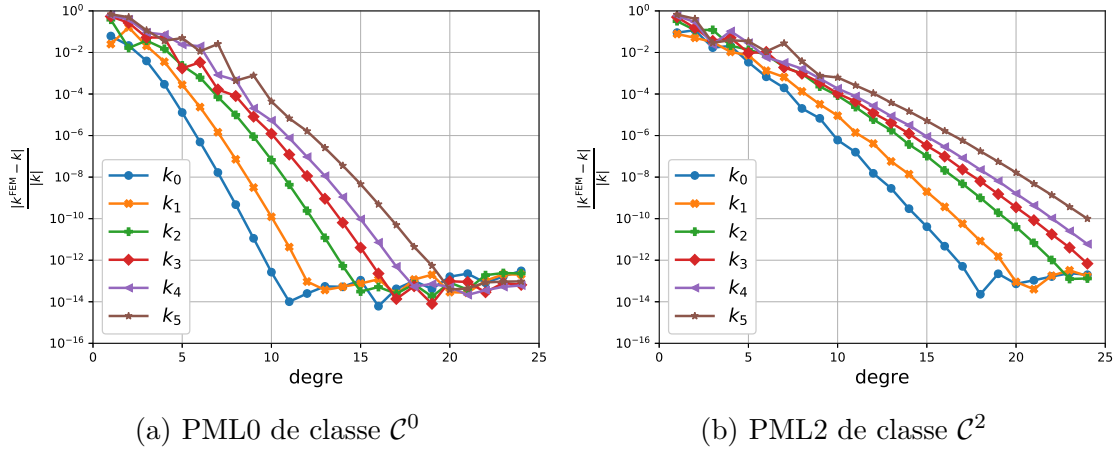 10^0
10^−2
10^−4
10^−6
10^−8
10^−10
10^−12
10^−14
10^−16
|k^FEM − k|
|k|
k_0
k_1
k_2
k_3
k_4
k_5
0 5 10 15 20 25
degre
(a) PML0 de classe 𝒞^0
10^0
10^−2
10^−4
10^−6
10^−8
10^−10
10^−12
10^−14
10^−16
|k^FEM − k|
|k|
k_0
k_1
k_2
k_3
k_4
k_5
0 5 10 15 20 25
degre
(b) PML2 de classe 𝒞^2